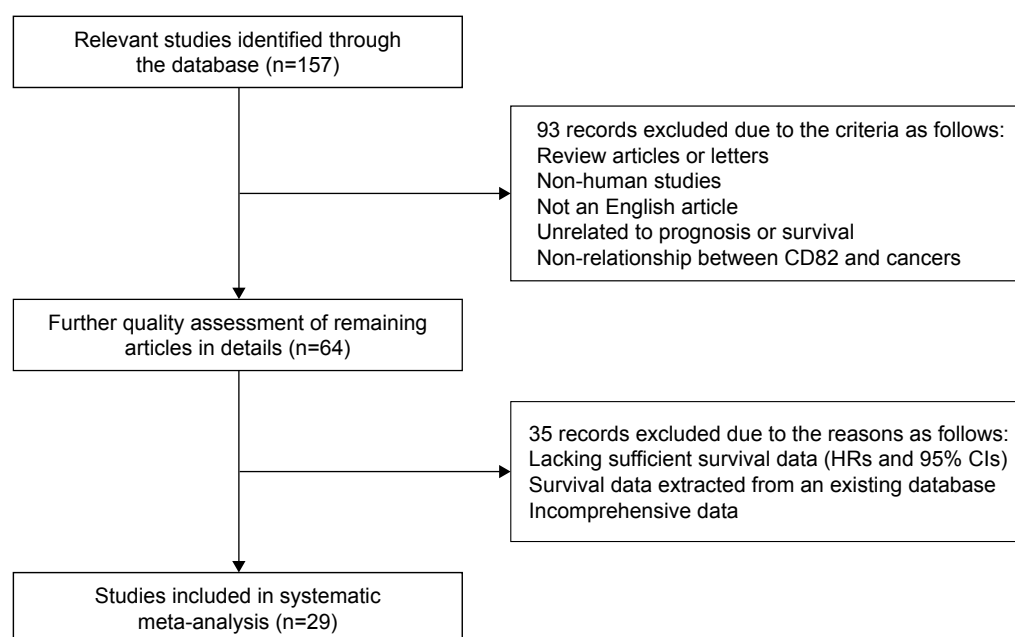 Relevant studies identified through
the database (n=157)
93 records excluded due to the criteria as follows:
Review articles or letters
Non-human studies
Not an English article
Unrelated to prognosis or survival
Non-relationship between CD82 and cancers
Further quality assessment of remaining
articles in details (n=64)
35 records excluded due to the reasons as follows:
Lacking sufficient survival data (HRs and 95% CIs)
Survival data extracted from an existing database
Incomprehensive data
Studies included in systematic
meta-analysis (n=29)